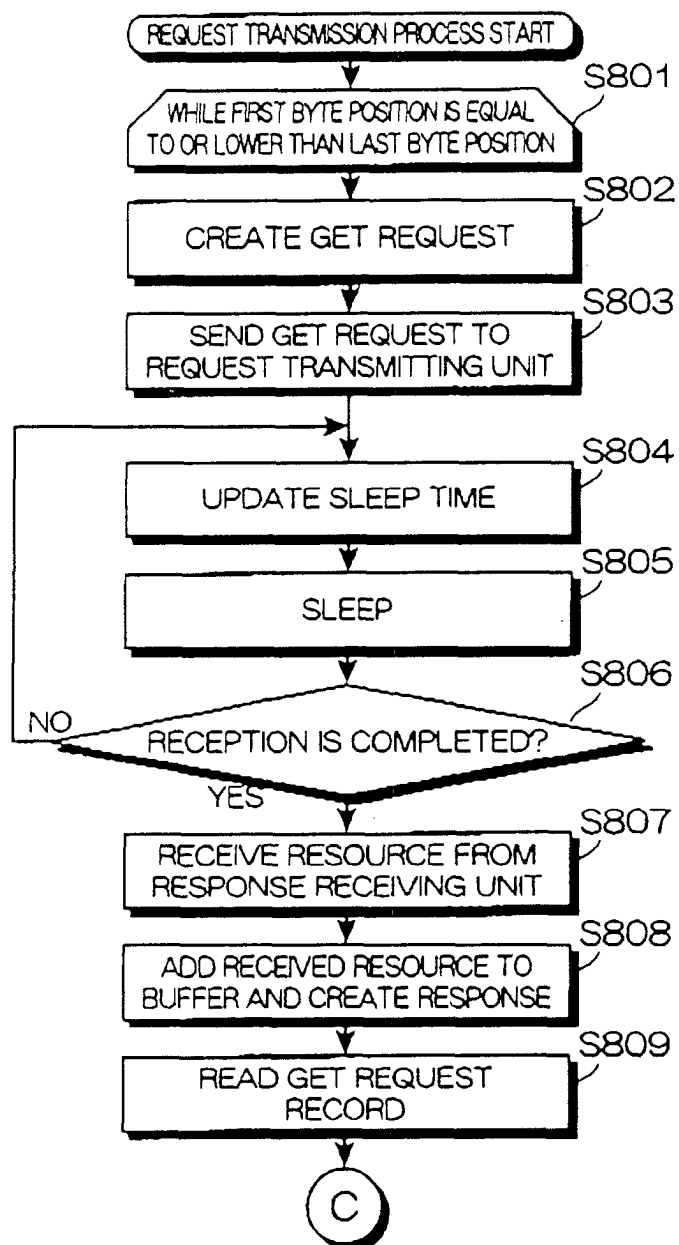 REQUEST TRANSMISSION PROCESS START
S801
WHILE FIRST BYTE POSITION IS EQUAL
TO OR LOWER THAN LAST BYTE POSITION
S802
CREATE GET REQUEST
S803
SEND GET REQUEST TO
REQUEST TRANSMITTING UNIT
S804
UPDATE SLEEP TIME
S805
SLEEP
S806
NO
RECEPTION IS COMPLETED?
YES
S807
RECEIVE RESOURCE FROM
RESPONSE RECEIVING UNIT
S808
ADD RECEIVED RESOURCE TO
BUFFER AND CREATE RESPONSE
S809
READ GET REQUEST
RECORD
C